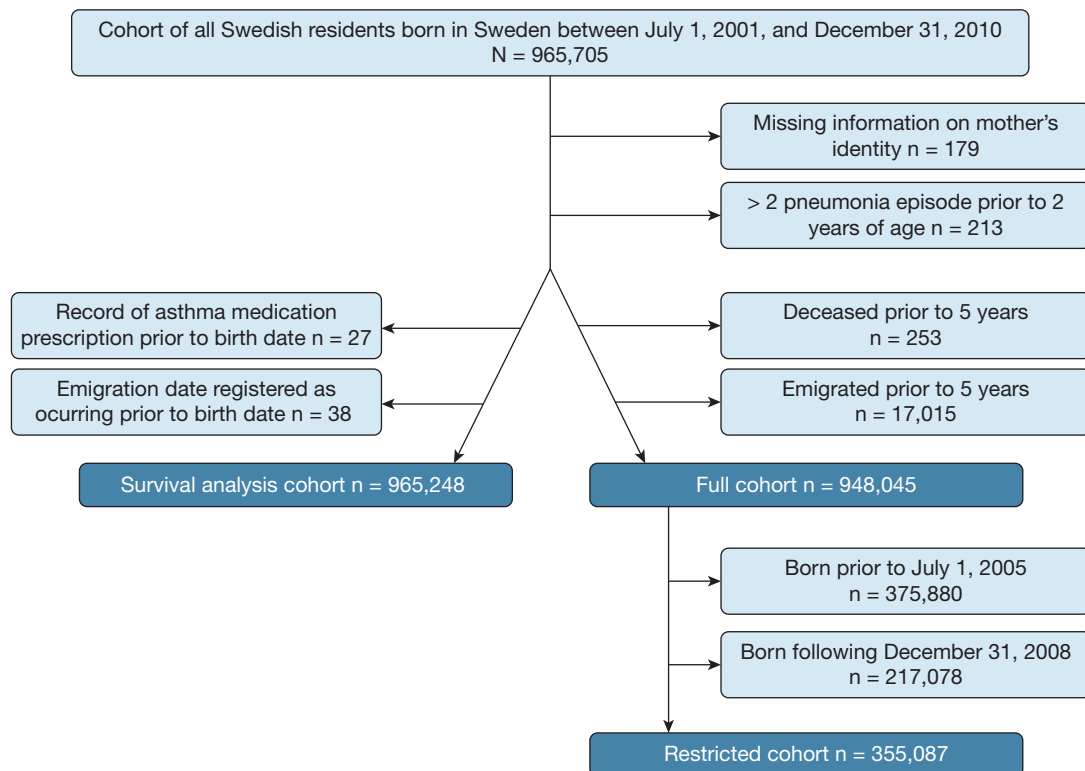 Cohort of all Swedish residents born in Sweden between July 1, 2001, and December 31, 2010
N = 965,705
Missing information on mother's
identity n = 179
> 2 pneumonia episode prior to 2
years of age n = 213
Record of asthma medication
prescription prior to birth date n = 27
Emigration date registered as
ocurring prior to birth date n = 38
Deceased prior to 5 years
n = 253
Emigrated prior to 5 years
n = 17,015
Survival analysis cohort n = 965,248
Full cohort n = 948,045
Born prior to July 1, 2005
n = 375,880
Born following December 31, 2008
n = 217,078
Restricted cohort n = 355,087